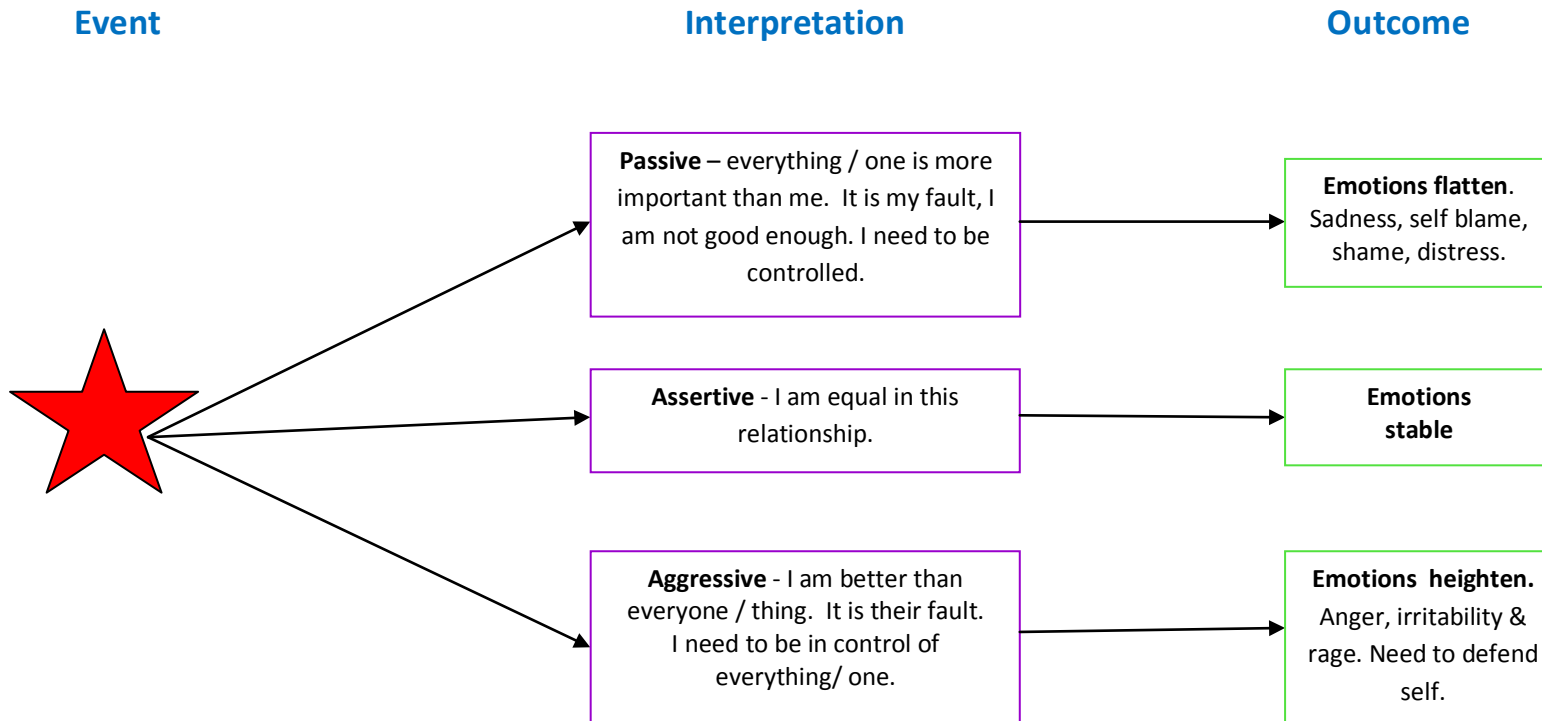 Event Interpretation Outcome
Passive – everything / one is more
important than me.  It is my fault, I
am not good enough. I need to be
controlled.
Emotions flatten.
Sadness, self blame,
shame, distress.
Assertive - I am equal in this
relationship.
Emotions
stable
Aggressive - I am better than
everyone / thing.  It is their fault.
I need to be in control of
everything/ one.
Emotions  heighten.
Anger, irritability &
rage. Need to defend
self.